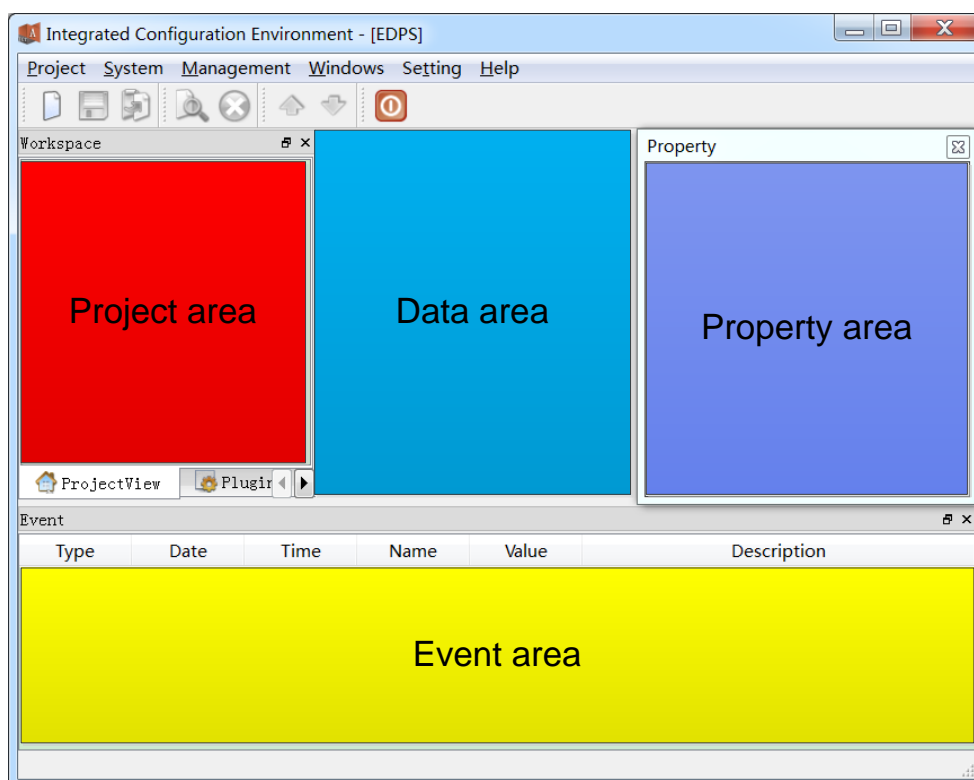 Integrated Configuration Environment - [EDPS]
Project System Management Windows Setting Help
Workspace
Property
Project area
Data area
Property area
ProjectView
Plugin
Event
Type Date Time Name Value Description
Event area